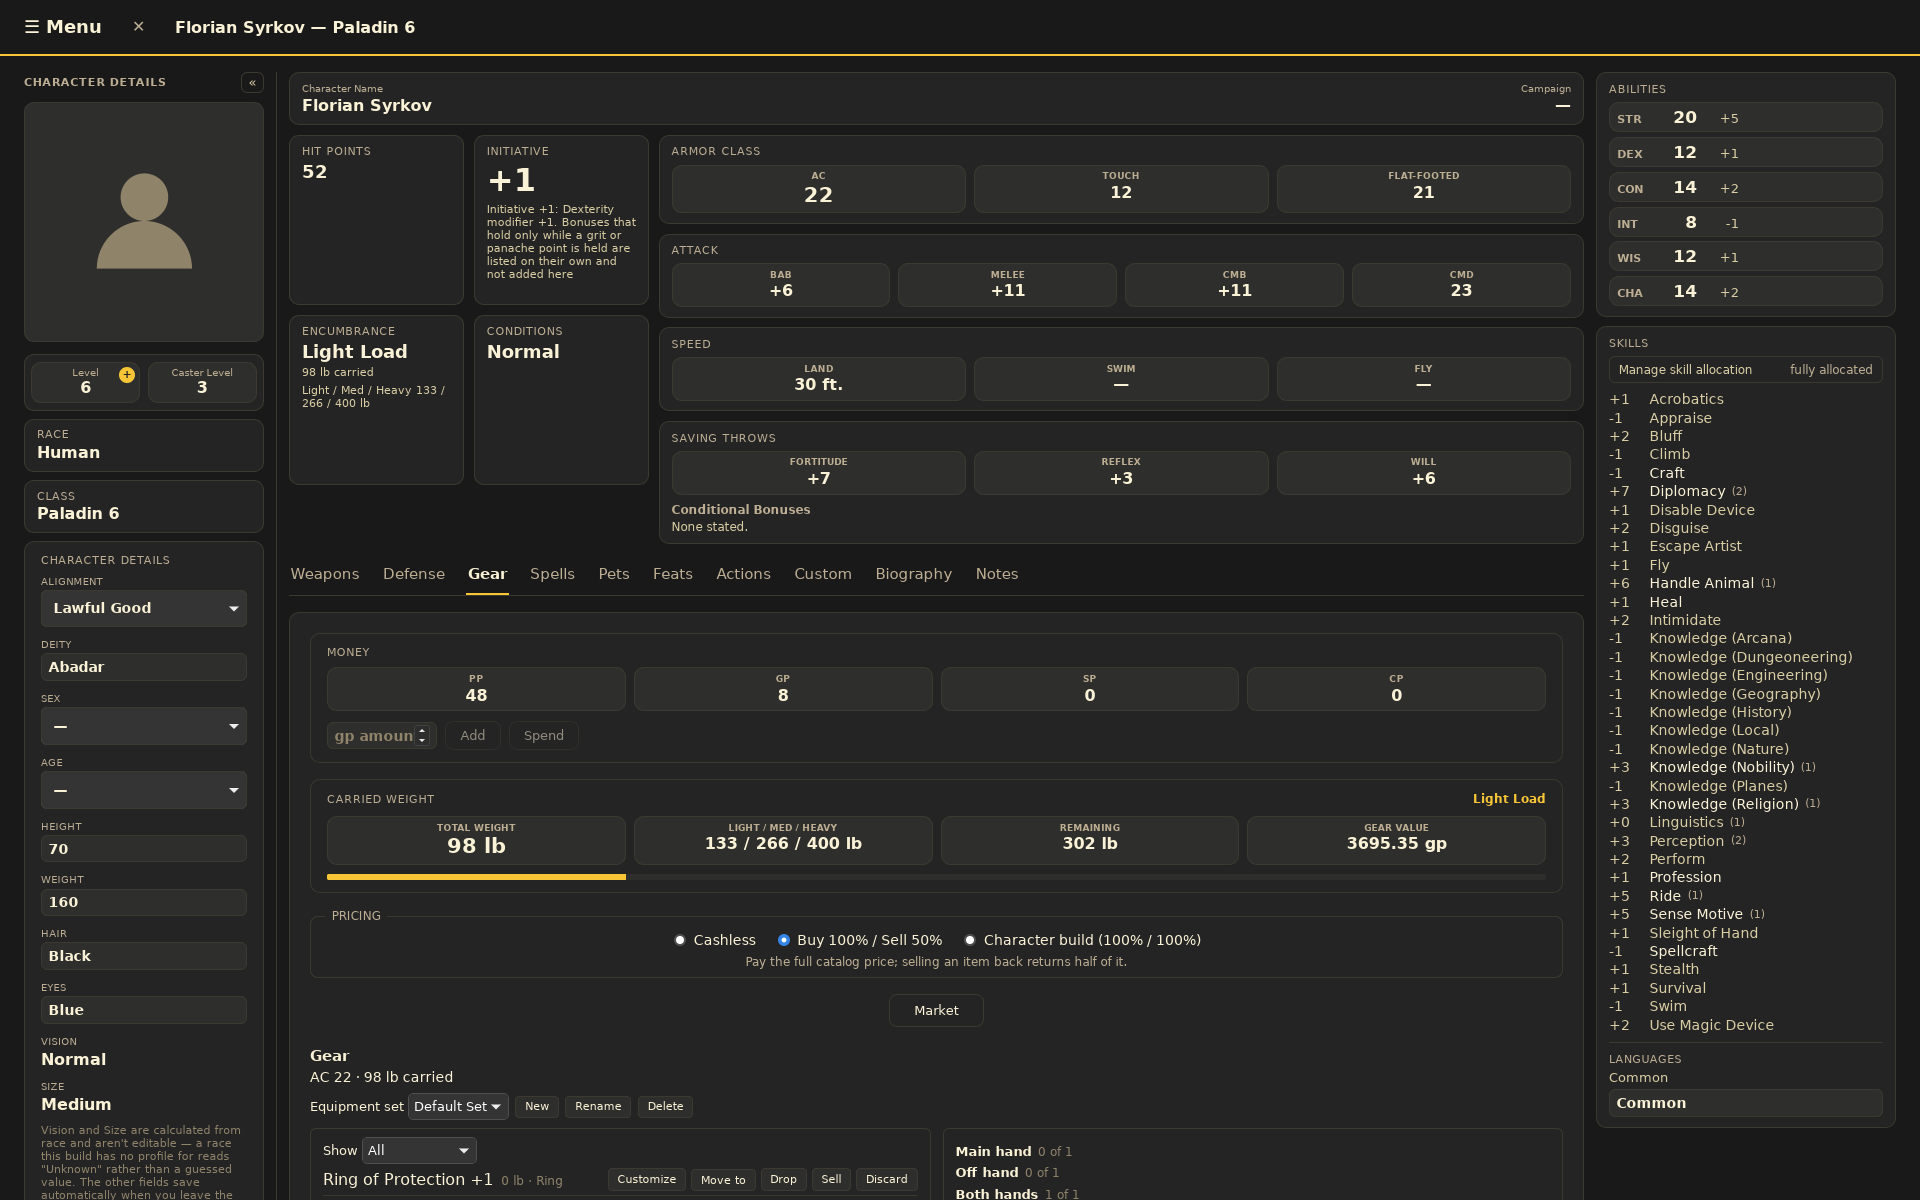 ☰ Menu ✕ Florian Syrkov — Paladin 6
CHARACTER DETAILS «
Level
6
+
Caster Level
3
RACE
Human
CLASS
Paladin 6
CHARACTER DETAILS
ALIGNMENT
Lawful Good
DEITY
Abadar
SEX
—
AGE
—
HEIGHT
70
WEIGHT
160
HAIR
Black
EYES
Blue
VISION
Normal
SIZE
Medium
Vision and Size are calculated from
race and aren't editable — a race
this build has no profile for reads
"Unknown" rather than a guessed
value. The other fields save
automatically when you leave the
Character Name
Florian Syrkov
Campaign
—
HIT POINTS
52
INITIATIVE
+1
Initiative +1: Dexterity
modifier +1. Bonuses that
hold only while a grit or
panache point is held are
listed on their own and
not added here
ENCUMBRANCE
Light Load
98 lb carried
Light / Med / Heavy 133 /
266 / 400 lb
CONDITIONS
Normal
ARMOR CLASS
AC
22
TOUCH
12
FLAT-FOOTED
21
ATTACK
BAB
+6
MELEE
+11
CMB
+11
CMD
23
SPEED
LAND
30 ft.
SWIM
—
FLY
—
SAVING THROWS
FORTITUDE
+7
REFLEX
+3
WILL
+6
Conditional Bonuses
None stated.
Weapons Defense Gear Spells Pets Feats Actions Custom Biography Notes
MONEY
PP
48
GP
8
SP
0
CP
0
gp amoun Add Spend
CARRIED WEIGHT Light Load
TOTAL WEIGHT
98 lb
LIGHT / MED / HEAVY
133 / 266 / 400 lb
REMAINING
302 lb
GEAR VALUE
3695.35 gp
PRICING
Cashless Buy 100% / Sell 50% Character build (100% / 100%)
Pay the full catalog price; selling an item back returns half of it.
Market
Gear
AC 22 · 98 lb carried
Equipment set Default Set New Rename Delete
Show All
Ring of Protection +1 0 lb · Ring Customize Move to Drop Sell Discard
Main hand 0 of 1
Off hand 0 of 1
Both hands 1 of 1
ABILITIES
STR 20 +5
DEX 12 +1
CON 14 +2
INT 8 -1
WIS 12 +1
CHA 14 +2
SKILLS
Manage skill allocation fully allocated
+1 Acrobatics
-1 Appraise
+2 Bluff
-1 Climb
-1 Craft
+7 Diplomacy (2)
+1 Disable Device
+2 Disguise
+1 Escape Artist
+1 Fly
+6 Handle Animal (1)
+1 Heal
+2 Intimidate
-1 Knowledge (Arcana)
-1 Knowledge (Dungeoneering)
-1 Knowledge (Engineering)
-1 Knowledge (Geography)
-1 Knowledge (History)
-1 Knowledge (Local)
-1 Knowledge (Nature)
+3 Knowledge (Nobility) (1)
-1 Knowledge (Planes)
+3 Knowledge (Religion) (1)
+0 Linguistics (1)
+3 Perception (2)
+2 Perform
+1 Profession
+5 Ride (1)
+5 Sense Motive (1)
+1 Sleight of Hand
-1 Spellcraft
+1 Stealth
+1 Survival
-1 Swim
+2 Use Magic Device
LANGUAGES
Common
Common